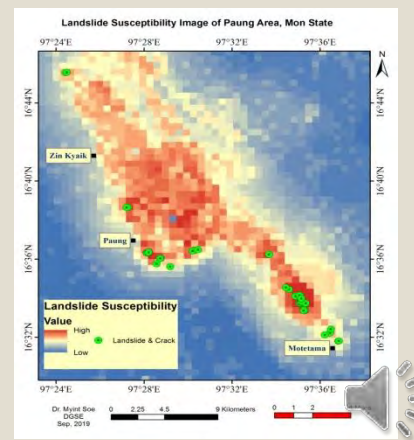 Landslide Susceptibility Image of Paung Area, Mon State
97°24'E 97°28'E 97°32'E 97°36'E
N
16°44'N 16°44'N
Zin Kyaik
16°40'N 16°40'N
Paung
16°36'N 16°36'N
Landslide Susceptibility
Value
High
Landslide & Crack
Low
16°32'N 16°32'N
Motetama
97°24'E 97°28'E 97°32'E 97°36'E
Dr. Myint Soe
DGSE
Sep. 2019
0 2.25 4.5 9 Kilometers
0 1 2